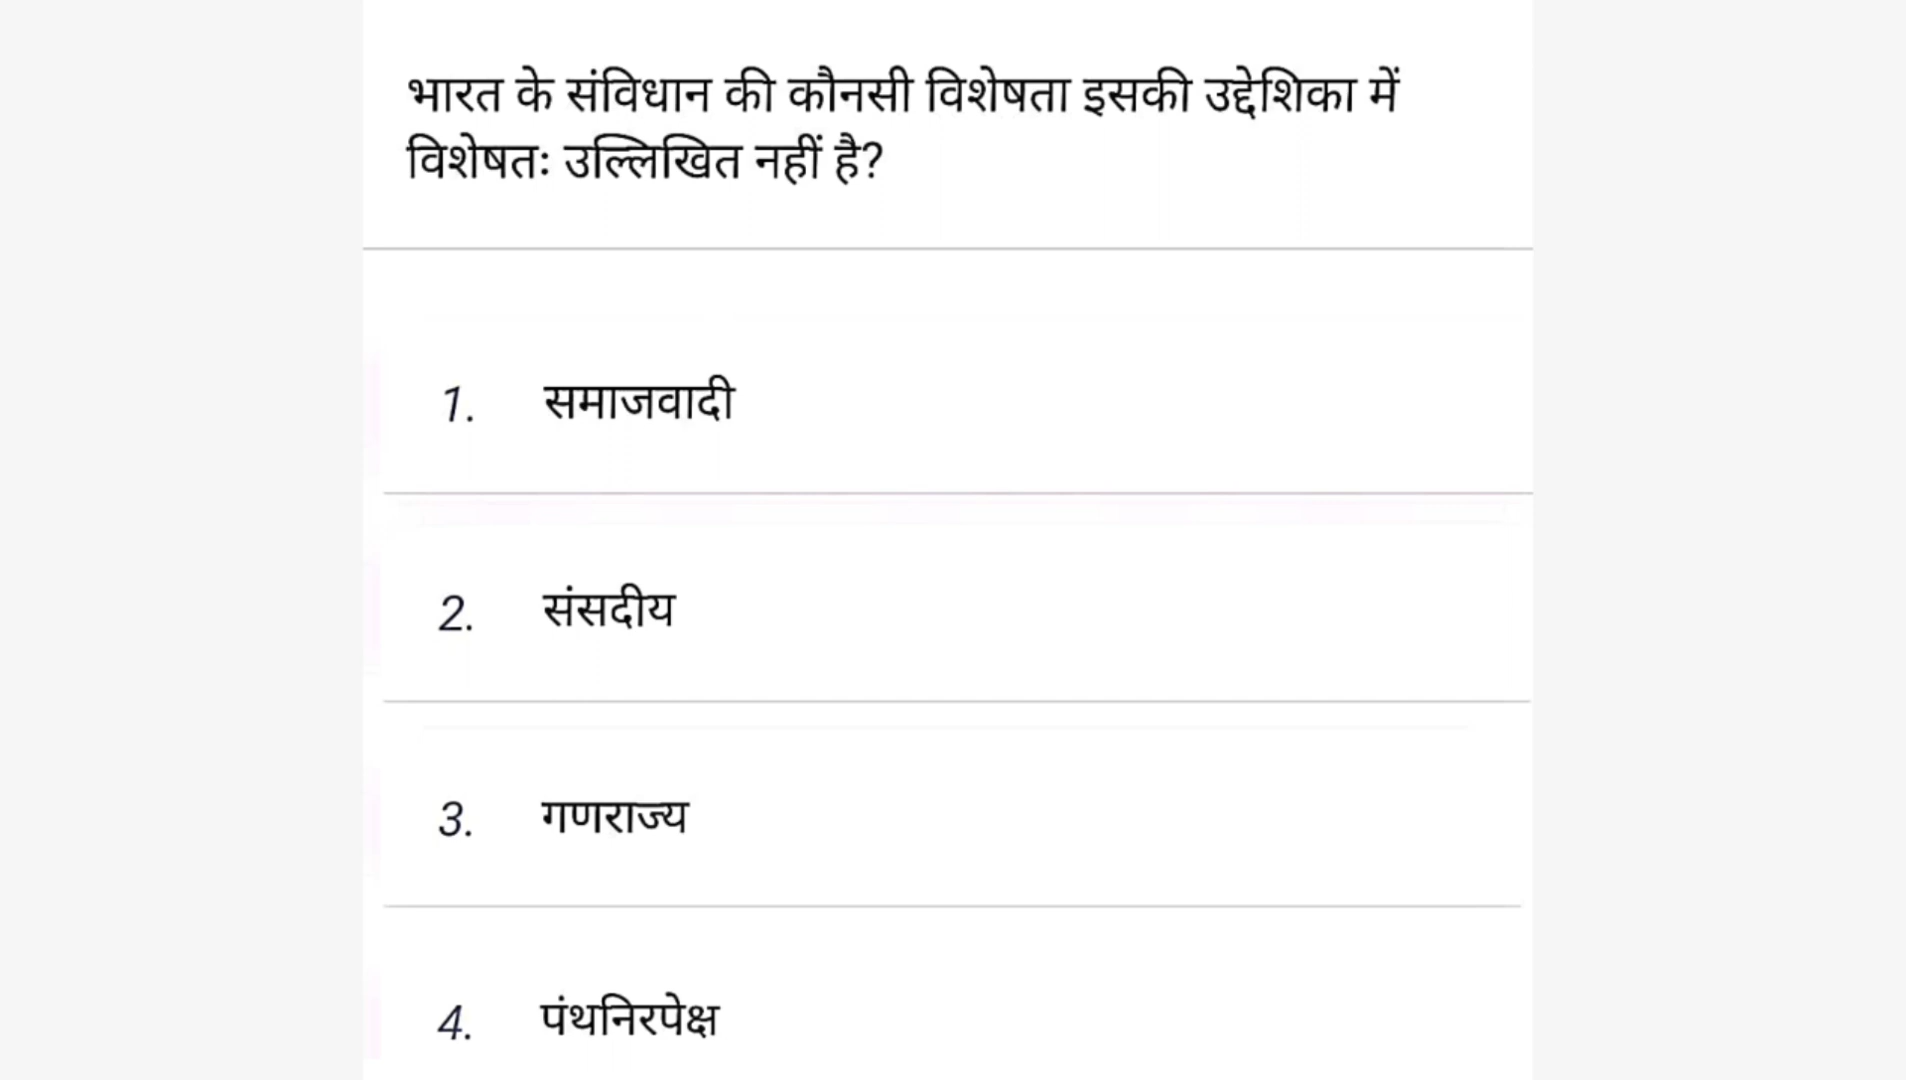 भारत के संविधान की कौनसी विशेषता इसकी उद्देशिका में
विशेषतः उल्लिखित नहीं है?
1. समाजवादी
2. संसदीय
3. गणराज्य
4. पंथनिरपेक्ष